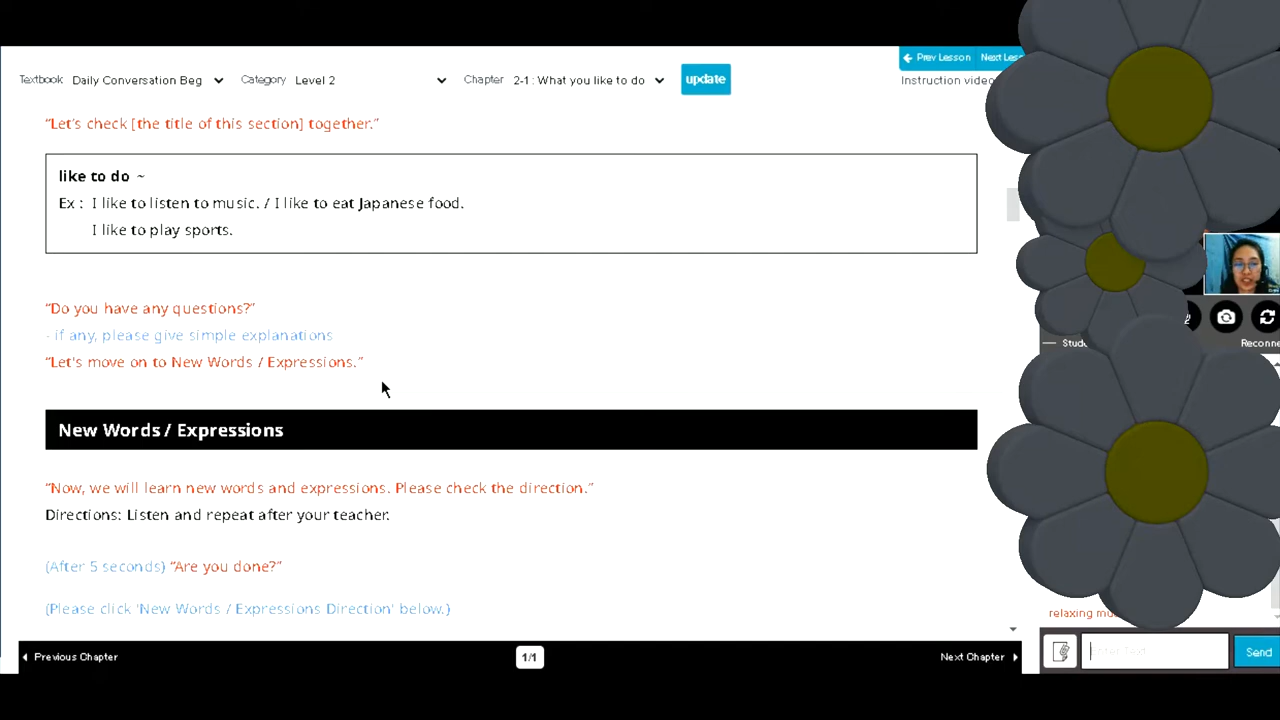 Prev Lesson
Textbook Daily Conversation Beg Category Level 2 Chapter 2-1 : What you like to do update
Instruction video
“Let’s check [the title of this section] together.”
like to do ~
Ex : I like to listen to music. / I like to eat Japanese food.
I like to play sports.
“Do you have any questions?”
- if any, please give simple explanations
“Let's move on to New Words / Expressions.”
New Words / Expressions
“Now, we will learn new words and expressions. Please check the direction.”
Directions: Listen and repeat after your teacher.
(After 5 seconds) “Are you done?”
(Please click 'New Words / Expressions Direction' below.)
Previous Chapter 1/1 Next Chapter
relaxing
Enter Text
Send